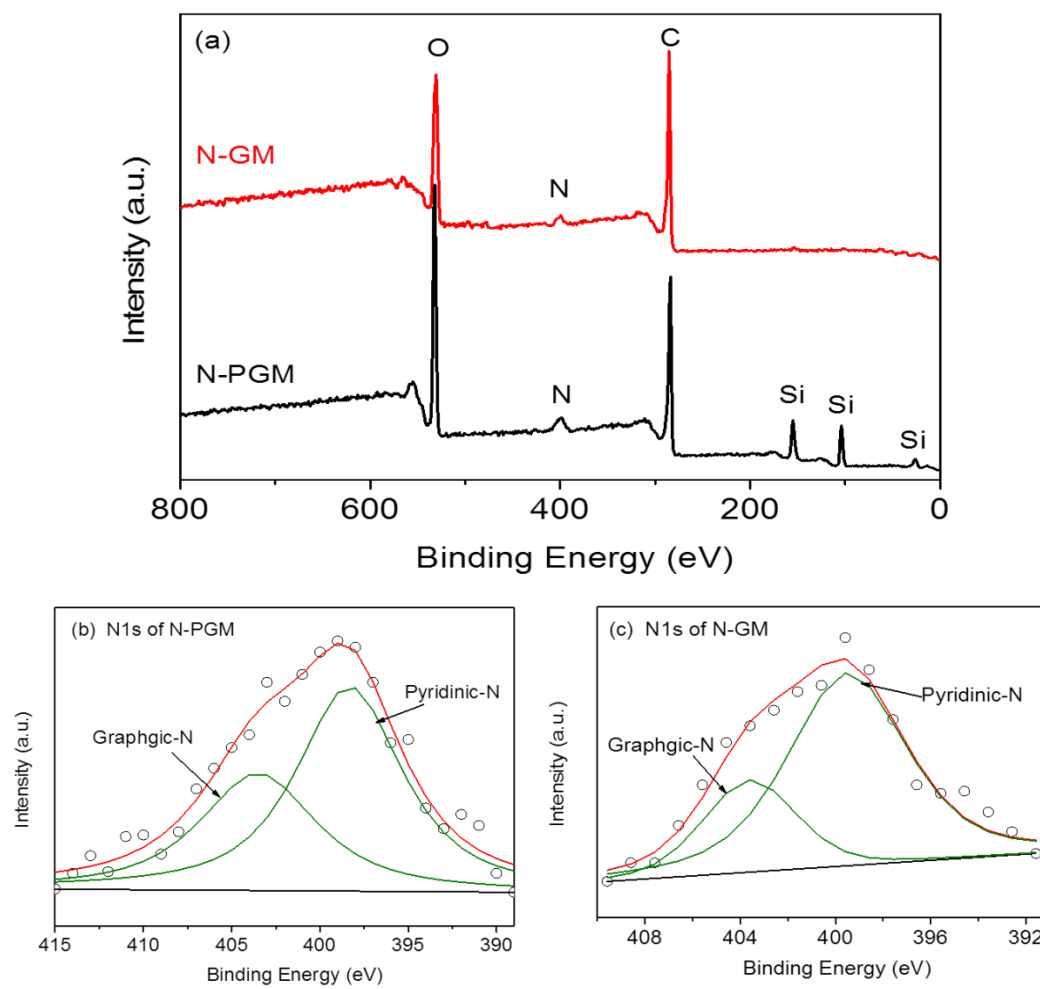 (a)
O
C
N-GM
N
N-PGM
N
Si
Si
Si
Intensity (a.u.)
800 600 400 200 0
Binding Energy (eV)
(b) N1s of N-PGM
Pyridinic-N
Graphgic-N
Intensity (a.u.)
415 410 405 400 395 390
Binding Energy (eV)
(c) N1s of N-GM
Pyridinic-N
Graphgic-N
Intensity (a.u.)
408 404 400 396 392
Binding Energy (eV)